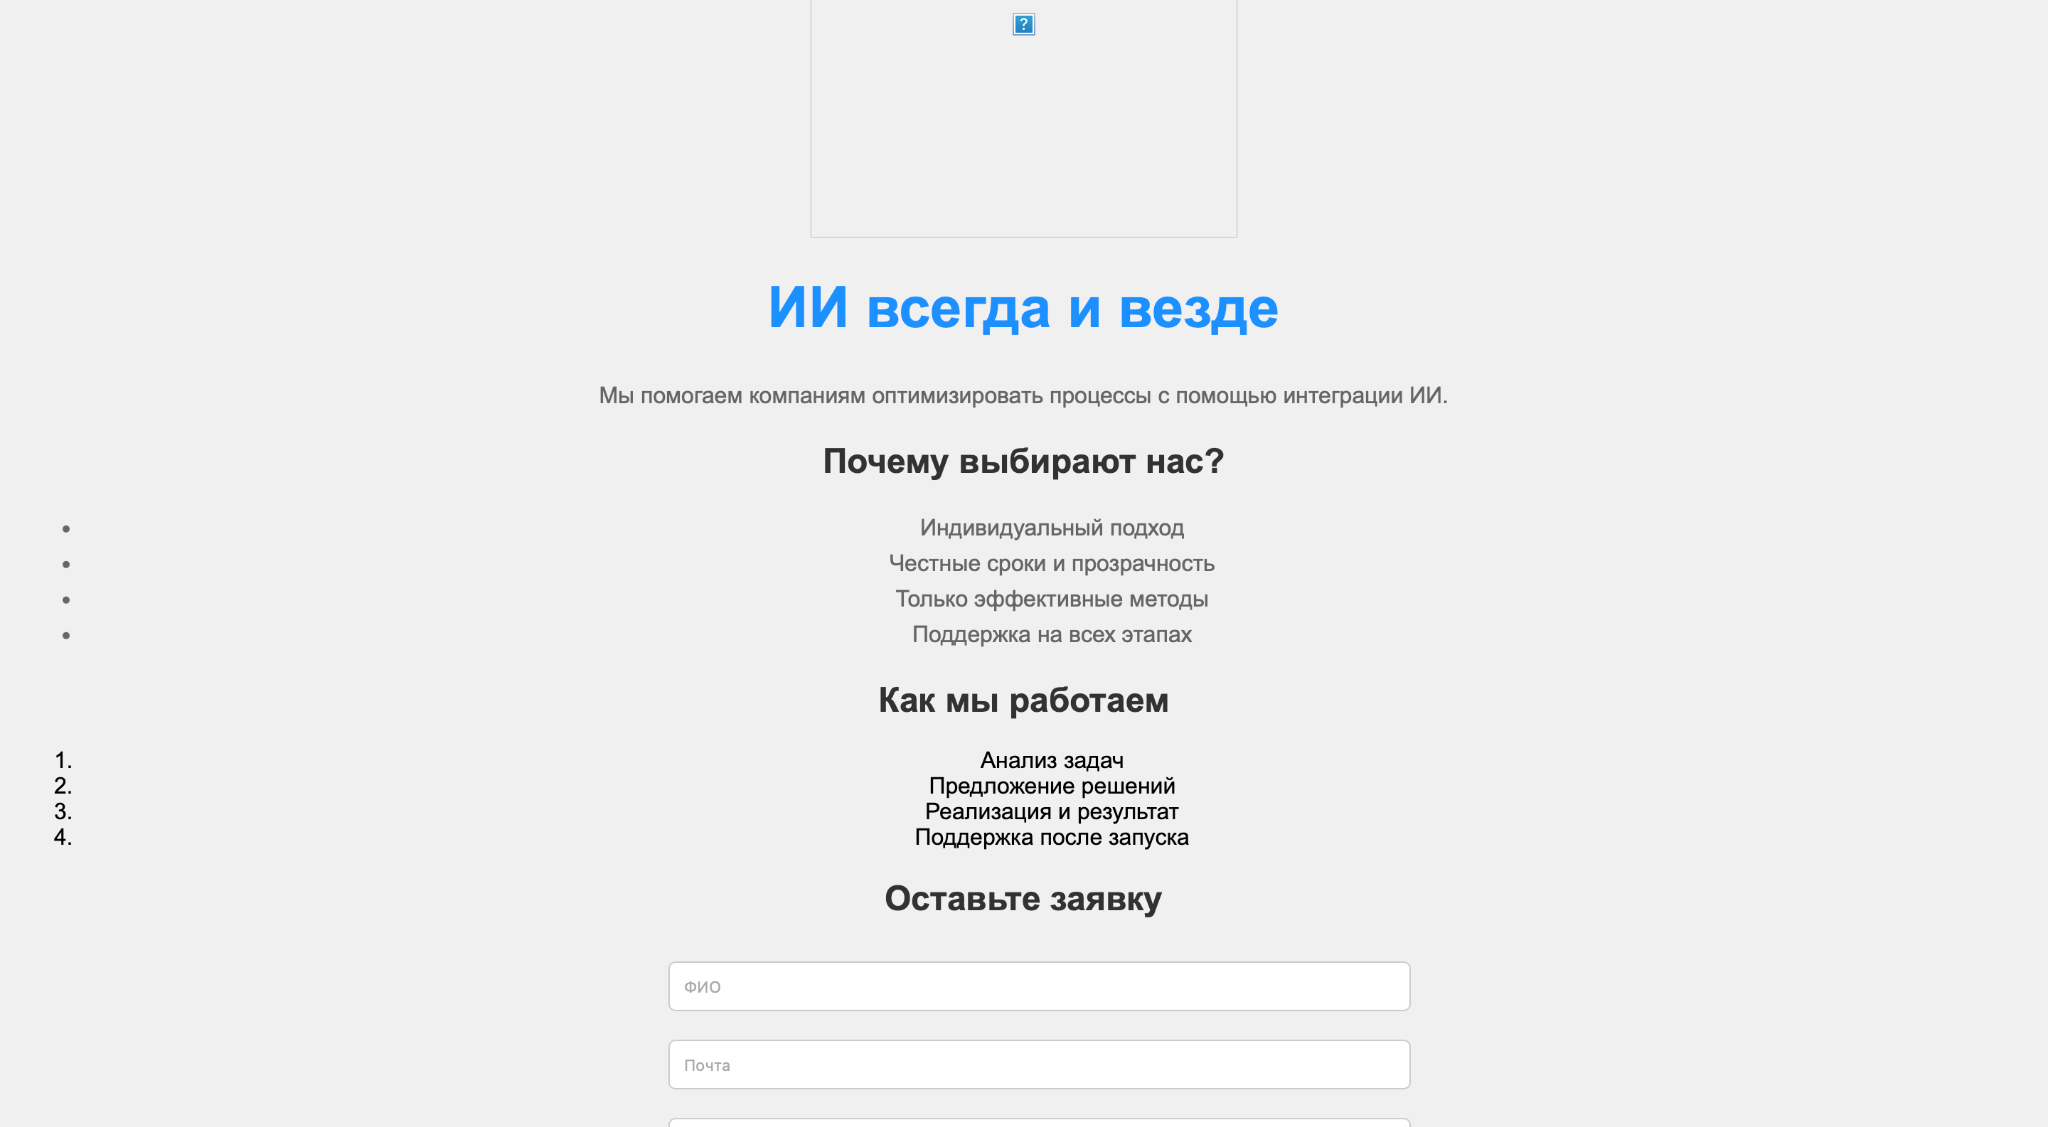 ИИ всегда и везде
Мы помогаем компаниям оптимизировать процессы с помощью интеграции ИИ.
Почему выбирают нас?
• Индивидуальный подход
• Честные сроки и прозрачность
• Только эффективные методы
• Поддержка на всех этапах
Как мы работаем
1. Анализ задач
2. Предложение решений
3. Реализация и результат
4. Поддержка после запуска
Оставьте заявку
ФИО
Почта